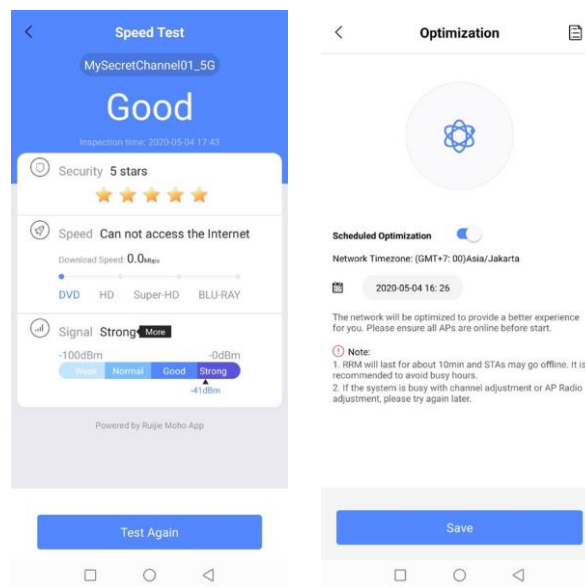 Speed Test
MySecretChannel01_5G
Good
Inspection time: 2020-05-04 17:43
Security 5 stars
Speed Can not access the Internet
Download Speed: 0.0Mbps
DVD HD Super-HD BLU-RAY
Signal Strong More
-100dBm -0dBm
Weak Normal Good Strong
-41dBm
Powered by Ruijie Moho App
Test Again
Optimization
Scheduled Optimization
Network Timezone: (GMT+7: 00)Asia/Jakarta
2020-05-04 16: 26
The network will be optimized to provide a better experience
for you. Please ensure all APs are online before start.
Note:
1. RRM will last for about 10min and STAs may go offline. It is
recommended to avoid busy hours.
2. If the system is busy with channel adjustment or AP Radio
adjustment, please try again later.
Save